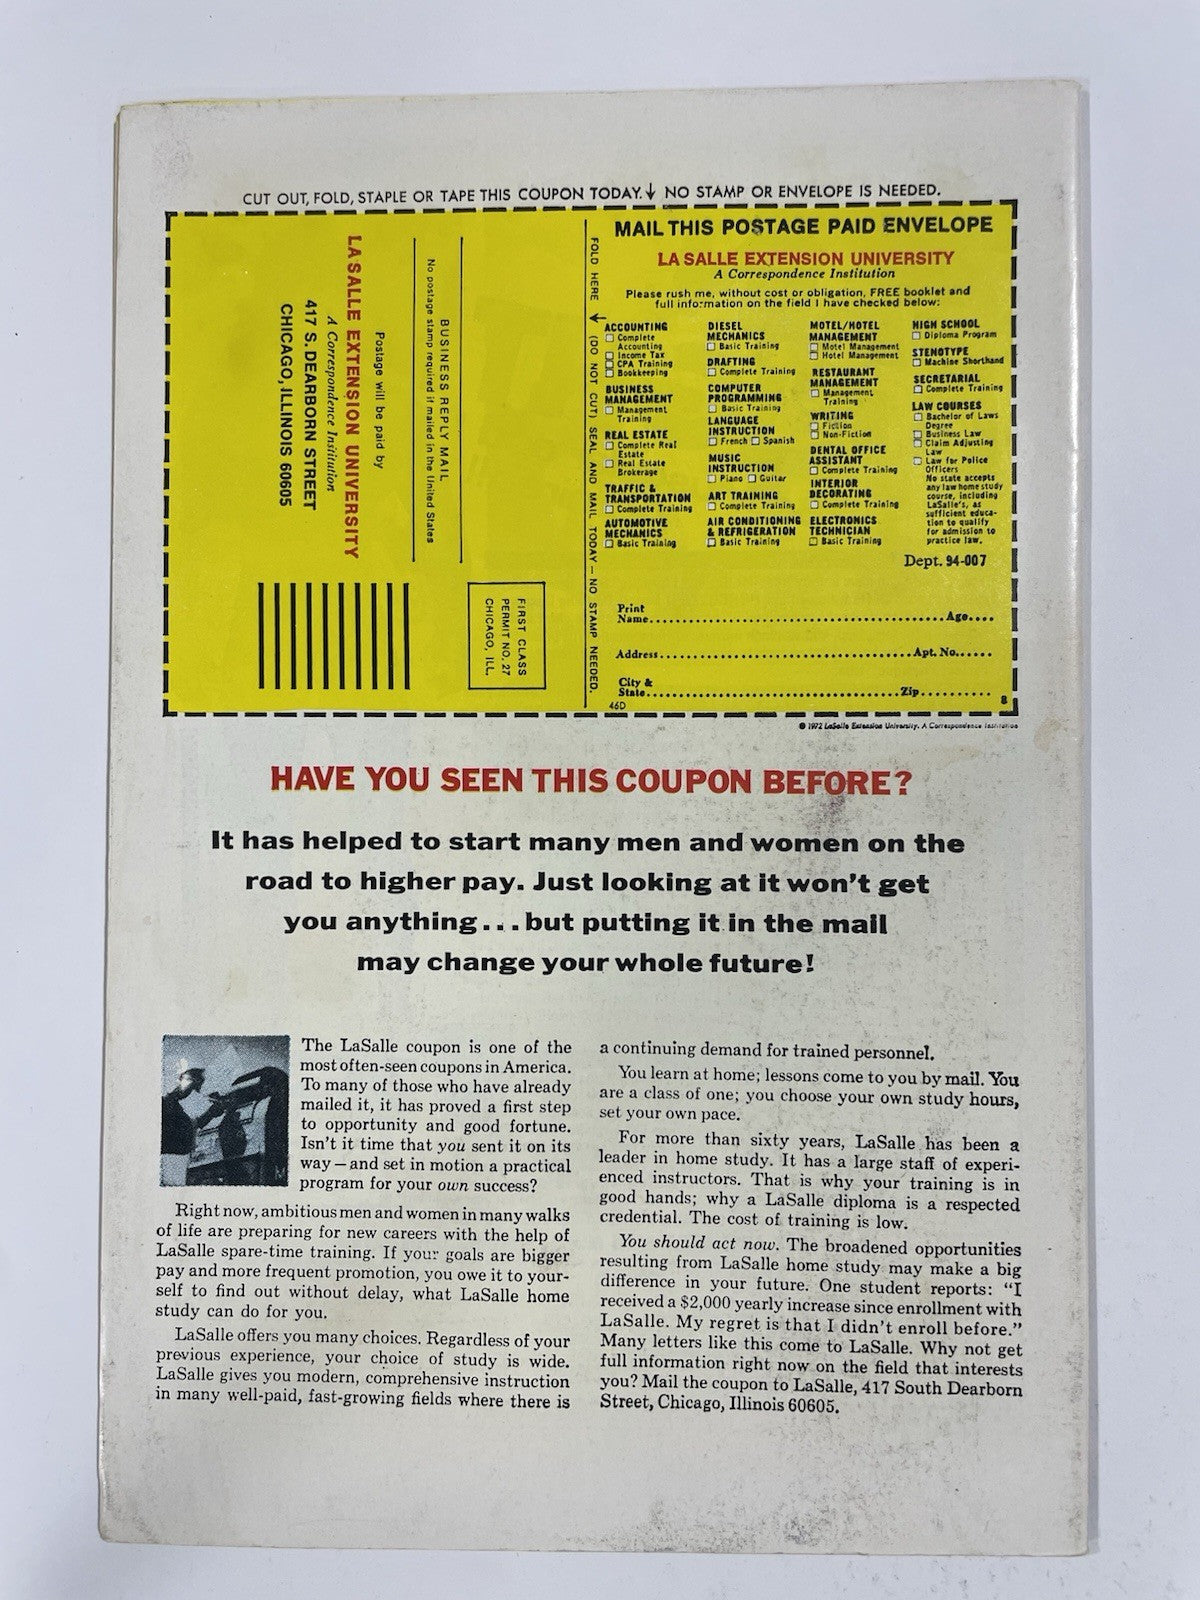 CUT OUT, FOLD, STAPLE OR TAPE THIS COUPON TODAY. NO STAMP OR ENVELOPE IS NEEDED.
FIRST CLASS
PERMIT NO. 27
CHICAGO, ILL.
BUSINESS REPLY MAIL
No postage stamp required if mailed in the United States
Postage will be paid by
LA SALLE EXTENSION UNIVERSITY
A Correspondence Institution
417 S. DEARBORN STREET
CHICAGO, ILLINOIS 60605
FOLD HERE (DO NOT CUT) SEAL AND MAIL TODAY — NO STAMP NEEDED.
MAIL THIS POSTAGE PAID ENVELOPE
LA SALLE EXTENSION UNIVERSITY
A Correspondence Institution
Please rush me, without cost or obligation, FREE booklet and
full information on the field I have checked below:
ACCOUNTING
Complete
Accounting
Income Tax
CPA Training
Bookkeeping
BUSINESS
MANAGEMENT
Management
Training
REAL ESTATE
Complete Real
Estate
Real Estate
Brokerage
TRAFFIC &
TRANSPORTATION
Complete Training
AUTOMOTIVE
MECHANICS
Basic Training
DIESEL
MECHANICS
Basic Training
DRAFTING
Complete Training
COMPUTER
PROGRAMMING
Basic Training
LANGUAGE
INSTRUCTION
French Spanish
MUSIC
INSTRUCTION
Piano Guitar
ART TRAINING
Complete Training
AIR CONDITIONING
& REFRIGERATION
Basic Training
MOTEL/HOTEL
MANAGEMENT
Motel Management
Hotel Management
RESTAURANT
MANAGEMENT
Management
Training
WRITING
Fiction
Non-Fiction
DENTAL OFFICE
ASSISTANT
Complete Training
INTERIOR
DECORATING
Complete Training
ELECTRONICS
TECHNICIAN
Basic Training
HIGH SCHOOL
Diploma Program
STENOTYPE
Machine Shorthand
SECRETARIAL
Complete Training
LAW COURSES
Bachelor of Laws
Degree
Business Law
Claim Adjusting
Law
Law for Police
Officers
No state accepts
any law home study
course, including
LaSalle's, as
sufficient educa-
tion to qualify
for admission to
practice law.
Dept. 94-007
Print
Name Age
Address Apt. No.
City &
State Zip
46D 8
© 1972 LaSalle Extension University. A Correspondence Institution
HAVE YOU SEEN THIS COUPON BEFORE?
It has helped to start many men and women on the
road to higher pay. Just looking at it won't get
you anything...but putting it in the mail
may change your whole future!
The LaSalle coupon is one of the
most often-seen coupons in America.
To many of those who have already
mailed it, it has proved a first step
to opportunity and good fortune.
Isn't it time that you sent it on its
way—and set in motion a practical
program for your own success?
Right now, ambitious men and women in many walks
of life are preparing for new careers with the help of
LaSalle spare-time training. If your goals are bigger
pay and more frequent promotion, you owe it to your-
self to find out without delay, what LaSalle home
study can do for you.
LaSalle offers you many choices. Regardless of your
previous experience, your choice of study is wide.
LaSalle gives you modern, comprehensive instruction
in many well-paid, fast-growing fields where there is
a continuing demand for trained personnel.
You learn at home; lessons come to you by mail. You
are a class of one; you choose your own study hours,
set your own pace.
For more than sixty years, LaSalle has been a
leader in home study. It has a large staff of experi-
enced instructors. That is why your training is in
good hands; why a LaSalle diploma is a respected
credential. The cost of training is low.
You should act now. The broadened opportunities
resulting from LaSalle home study may make a big
difference in your future. One student reports: "I
received a $2,000 yearly increase since enrollment with
LaSalle. My regret is that I didn't enroll before."
Many letters like this come to LaSalle. Why not get
full information right now on the field that interests
you? Mail the coupon to LaSalle, 417 South Dearborn
Street, Chicago, Illinois 60605.